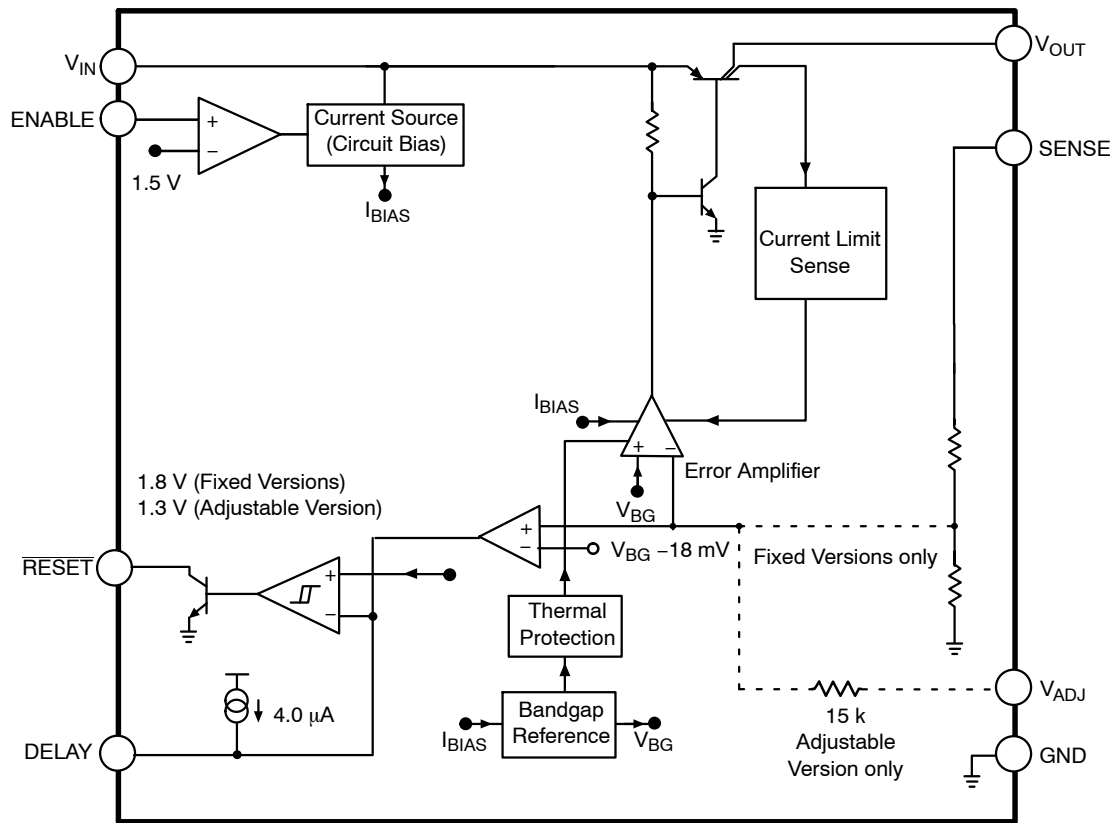 V_IN
V_OUT
ENABLE
+
−
1.5 V
Current Source
(Circuit Bias)
I_BIAS
SENSE
Current Limit
Sense
I_BIAS
+ −
Error Amplifier
V_BG
1.8 V (Fixed Versions)
1.3 V (Adjustable Version)
+
−
V_BG −18 mV
Fixed Versions only
RESET
+
−
Thermal
Protection
4.0 μA
V_ADJ
15 k
Adjustable
Version only
I_BIAS
Bandgap
Reference
V_BG
DELAY
GND